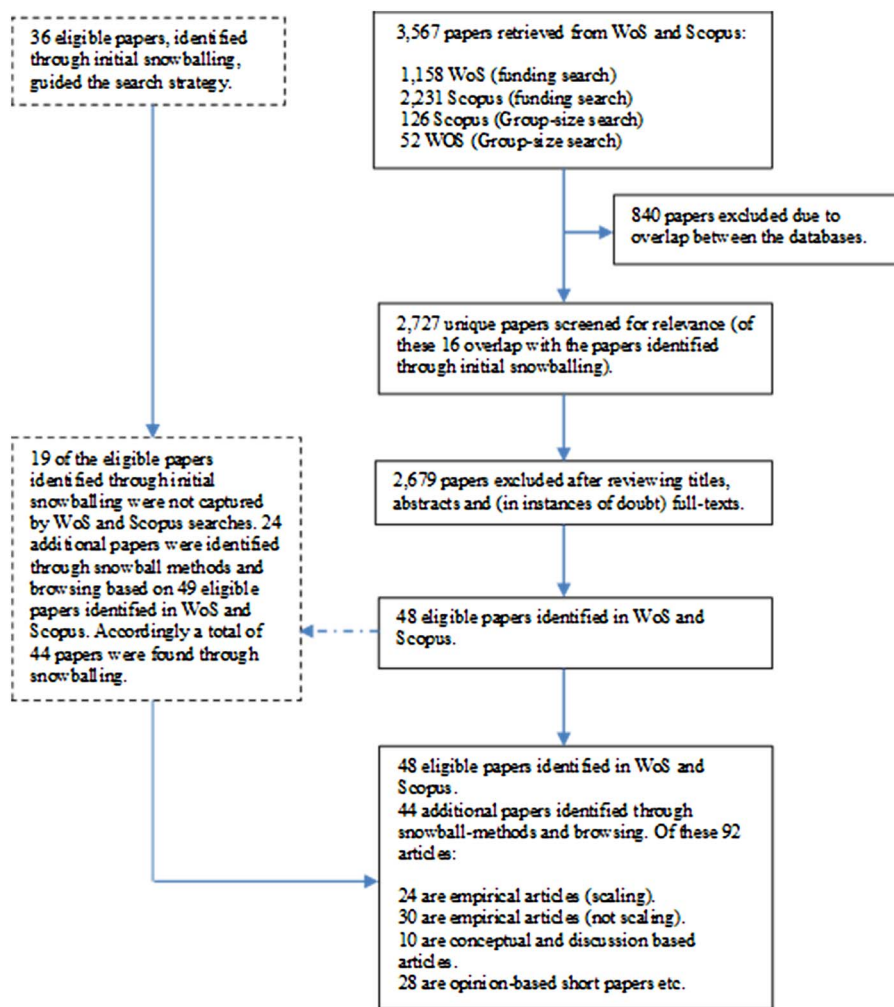 36 eligible papers, identified
through initial snowballing,
guided the search strategy.
3,567 papers retrieved from WoS and Scopus:
1,158 WoS (funding search)
2,231 Scopus (funding search)
126 Scopus (Group-size search)
52 WOS (Group-size search)
840 papers excluded due to
overlap between the databases.
2,727 unique papers screened for relevance (of
these 16 overlap with the papers identified
through initial snowballing).
19 of the eligible papers
identified through initial
snowballing were not captured
by WoS and Scopus searches. 24
additional papers were identified
through snowball methods and
browsing based on 49 eligible
papers identified in WoS and
Scopus. Accordingly a total of
44 papers were found through
snowballing.
2,679 papers excluded after reviewing titles,
abstracts and (in instances of doubt) full-texts.
48 eligible papers identified in WoS and
Scopus.
48 eligible papers identified in WoS and
Scopus.
44 additional papers identified through
snowball-methods and browsing. Of these 92
articles:
24 are empirical articles (scaling).
30 are empirical articles (not scaling).
10 are conceptual and discussion based
articles.
28 are opinion-based short papers etc.